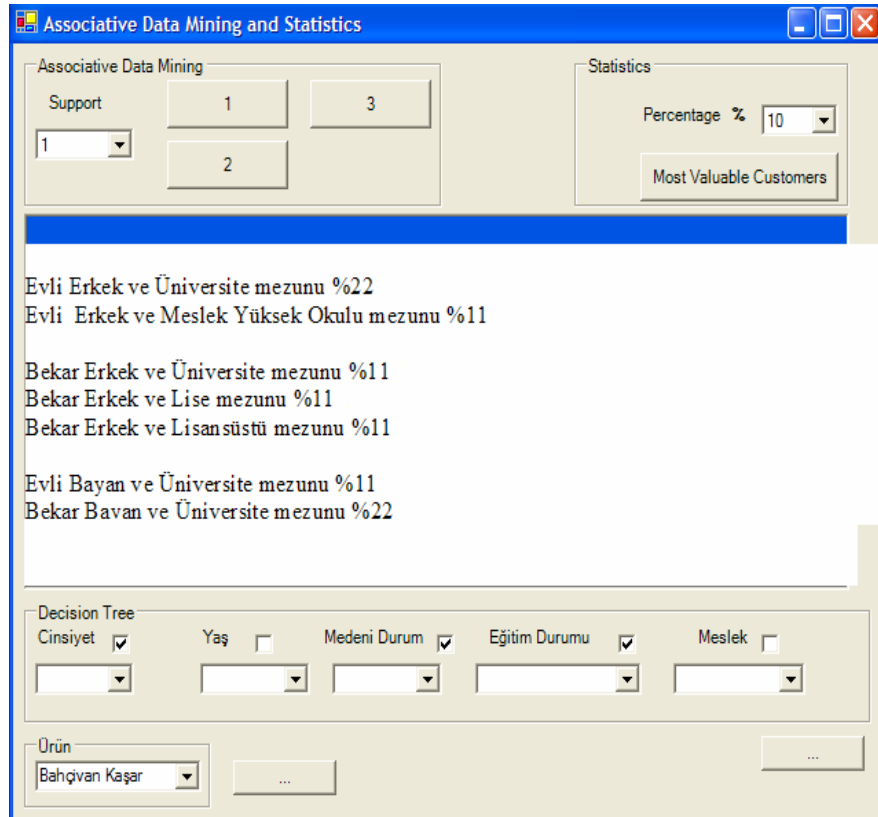 Associative Data Mining and Statistics
Associative Data Mining
Statistics
Support
1
3
Percentage %
10
1
2
Most Valuable Customers
Evli Erkek ve Üniversite mezunu %22
Evli Erkek ve Meslek Yüksek Okulu mezunu %11
Bekar Erkek ve Üniversite mezunu %11
Bekar Erkek ve Lise mezunu %11
Bekar Erkek ve Lisansüstü mezunu %11
Evli Bayan ve Üniversite mezunu %11
Bekar Bavan ve Üniversite mezunu %22
Decision Tree
Cinsiyet
Yaş
Medeni Durum
Eğitim Durumu
Meslek
Ürün
Bahçivan Kaşar
...
...